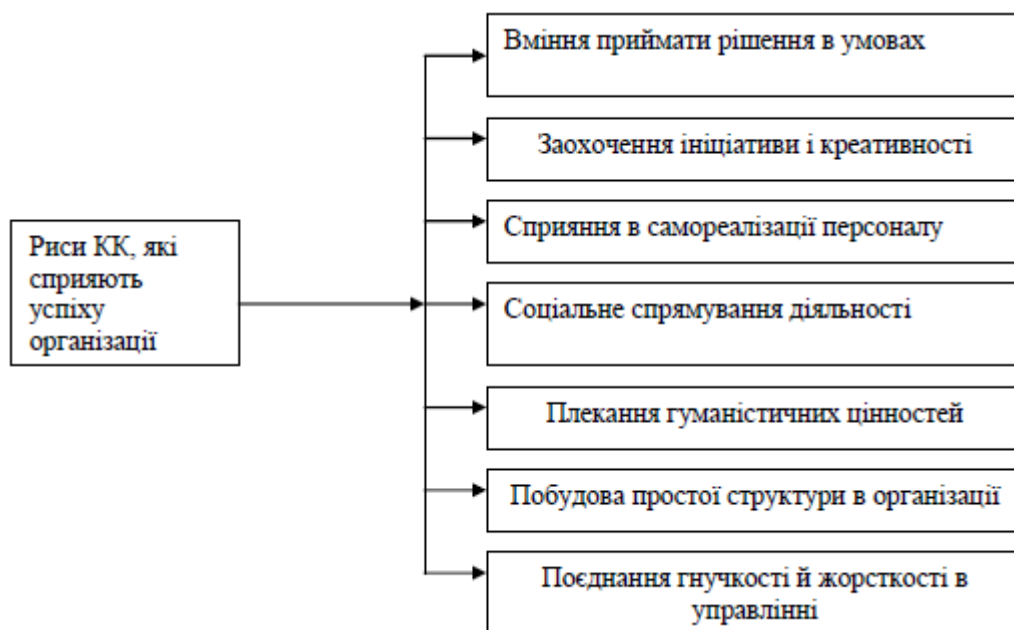 Риси КК, які
сприяють
успіху
організації
Вміння приймати рішення в умовах
Заохочення ініціативи і креативності
Сприяння в самореалізації персоналу
Соціальне спрямування діяльності
Плекання гуманістичних цінностей
Побудова простої структури в організації
Поєднання гнучкості й жорсткості в
управлінні